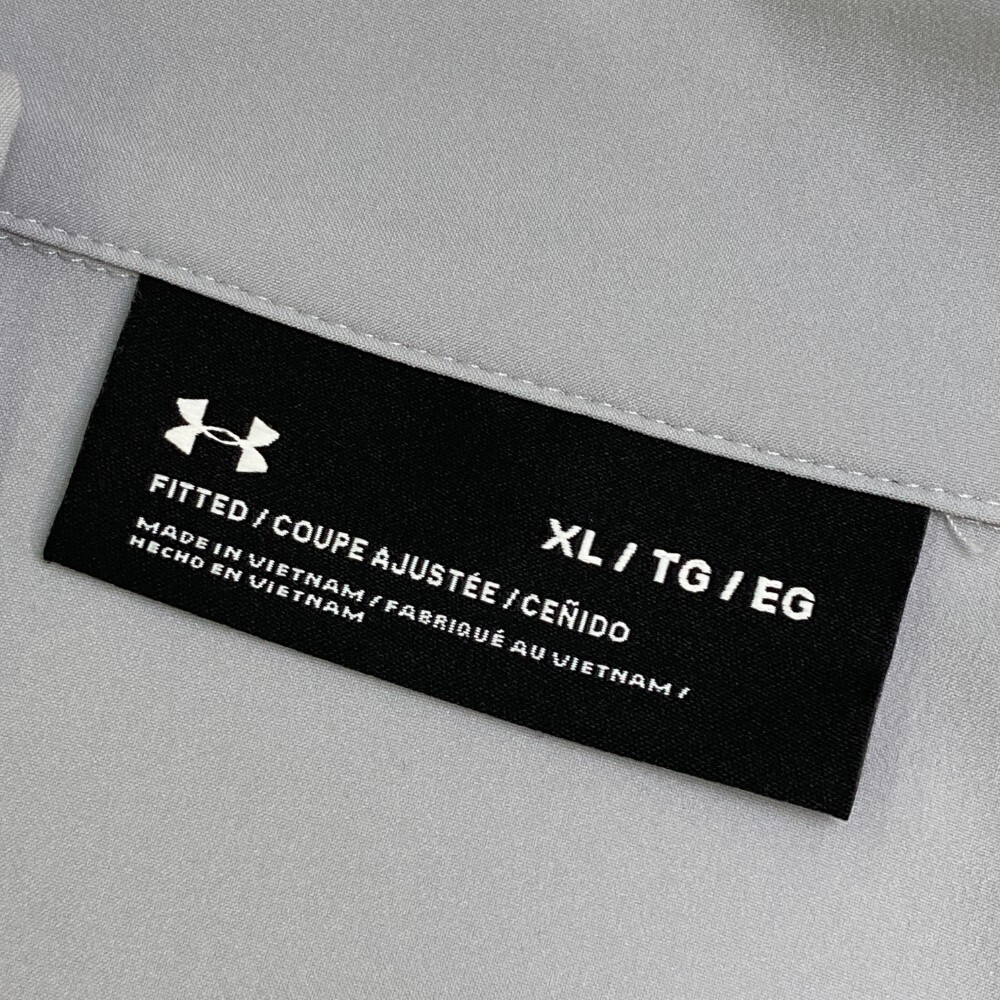 FITTED / COUPE AJUSTÉE / CEÑIDO
XL / TG / EG
MADE IN VIETNAM / FABRIQUÉ AU VIETNAM /
HECHO EN VIETNAM